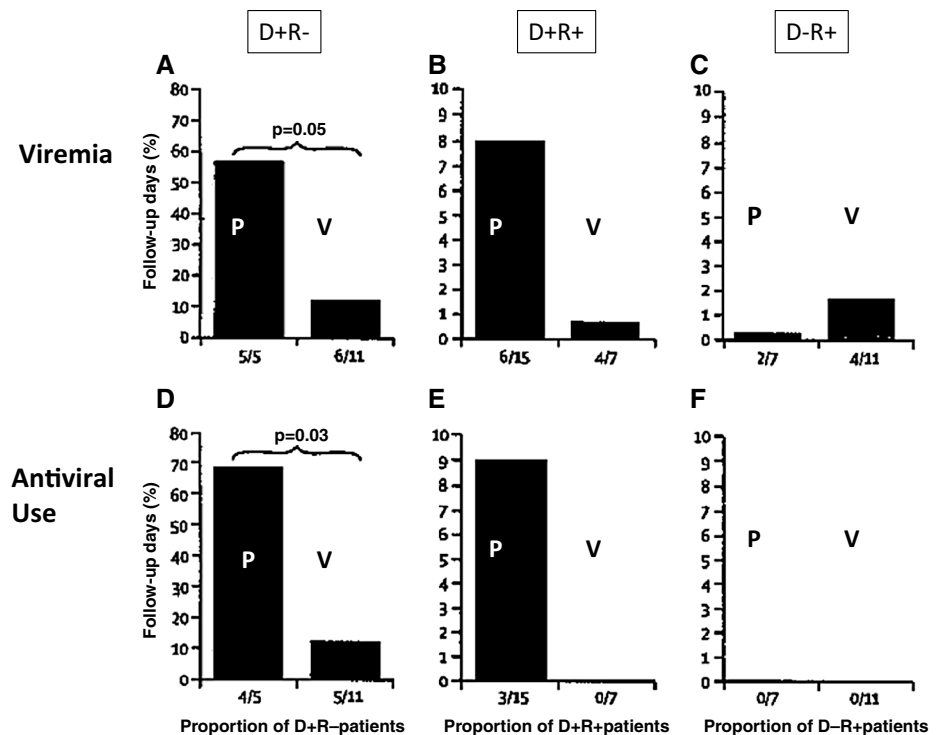 D+R-
D+R+
D-R+
Viremia
A
Follow-up days (%)
80
70
60
50
40
30
20
10
0
p=0.05
P
V
5/5
6/11
B
10
9
8
7
6
5
4
3
2
1
0
P
V
6/15
4/7
C
10
9
8
7
6
5
4
3
2
1
0
P
V
2/7
4/11
Antiviral
Use
D
Follow-up days (%)
80
70
60
50
40
30
20
10
0
p=0.03
P
V
4/5
5/11
Proportion of D+R–patients
E
10
9
8
7
6
5
4
3
2
1
0
P
V
3/15
0/7
Proportion of D+R+patients
F
10
9
8
7
6
5
4
3
2
1
0
P
V
0/7
0/11
Proportion of D–R+patients